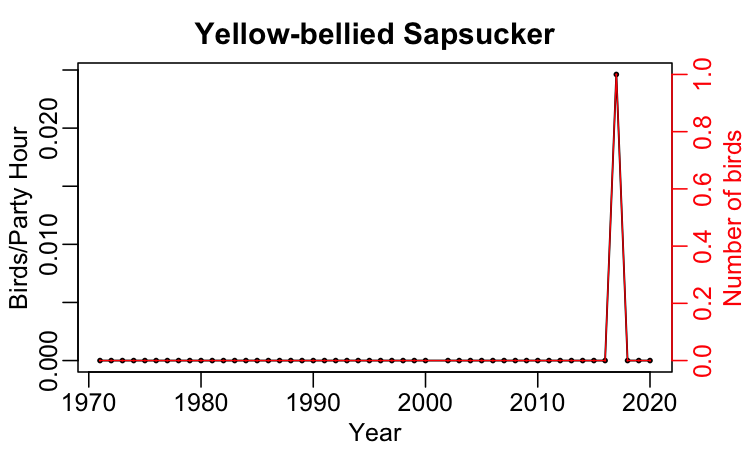 Yellow-bellied Sapsucker
Birds/Party Hour
0.020
0.010
0.000
1.0
0.8
0.6
0.4
0.2
0.0
Number of birds
1970 1980 1990 2000 2010 2020
Year